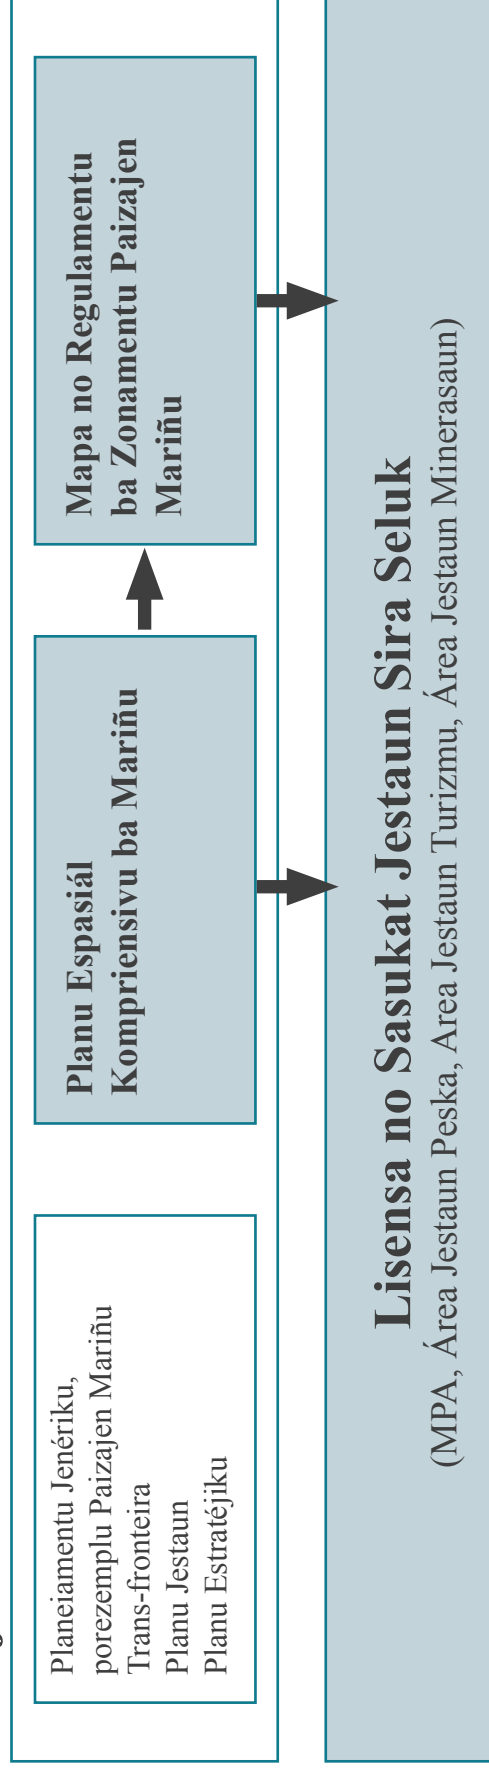 Planeiamentu Jenériku,
porezemplu Paizajen Mariñu
Trans-fronteira
Planu Jestaun
Planu Estratéjiku
Planu Espasiál
Kompriensivu ba Mariñu
Mapa no Regulamentu
ba Zonamentu Paizajen
Mariñu
Lisensa no Sasukat Jestaun Sira Seluk
(MPA, Área Jestaun Peska, Area Jestaun Turizmu, Área Jestaun Minerasaun)